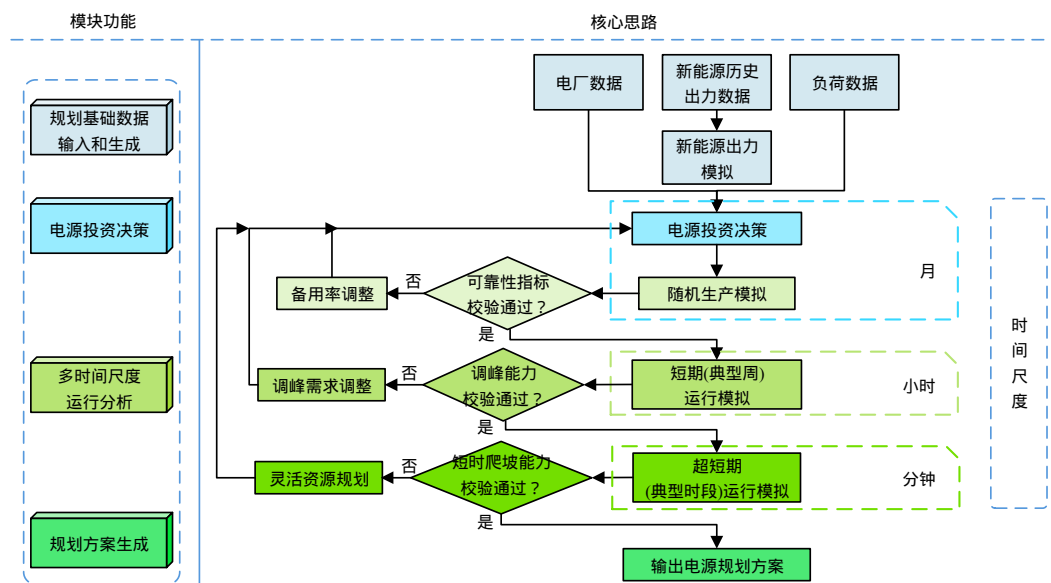 模块功能
核心思路
规划基础数据
输入和生成
电源投资决策
多时间尺度
运行分析
规划方案生成
电厂数据
新能源历史
出力数据
负荷数据
新能源出力
模拟
电源投资决策
月
备用率调整
否
可靠性指标
校验通过？
随机生产模拟
是
调峰需求调整
否
调峰能力
校验通过？
短期(典型周)
运行模拟
小时
是
灵活资源规划
否
短时爬坡能力
校验通过？
超短期
(典型时段)运行模拟
分钟
是
输出电源规划方案
时
间
尺
度